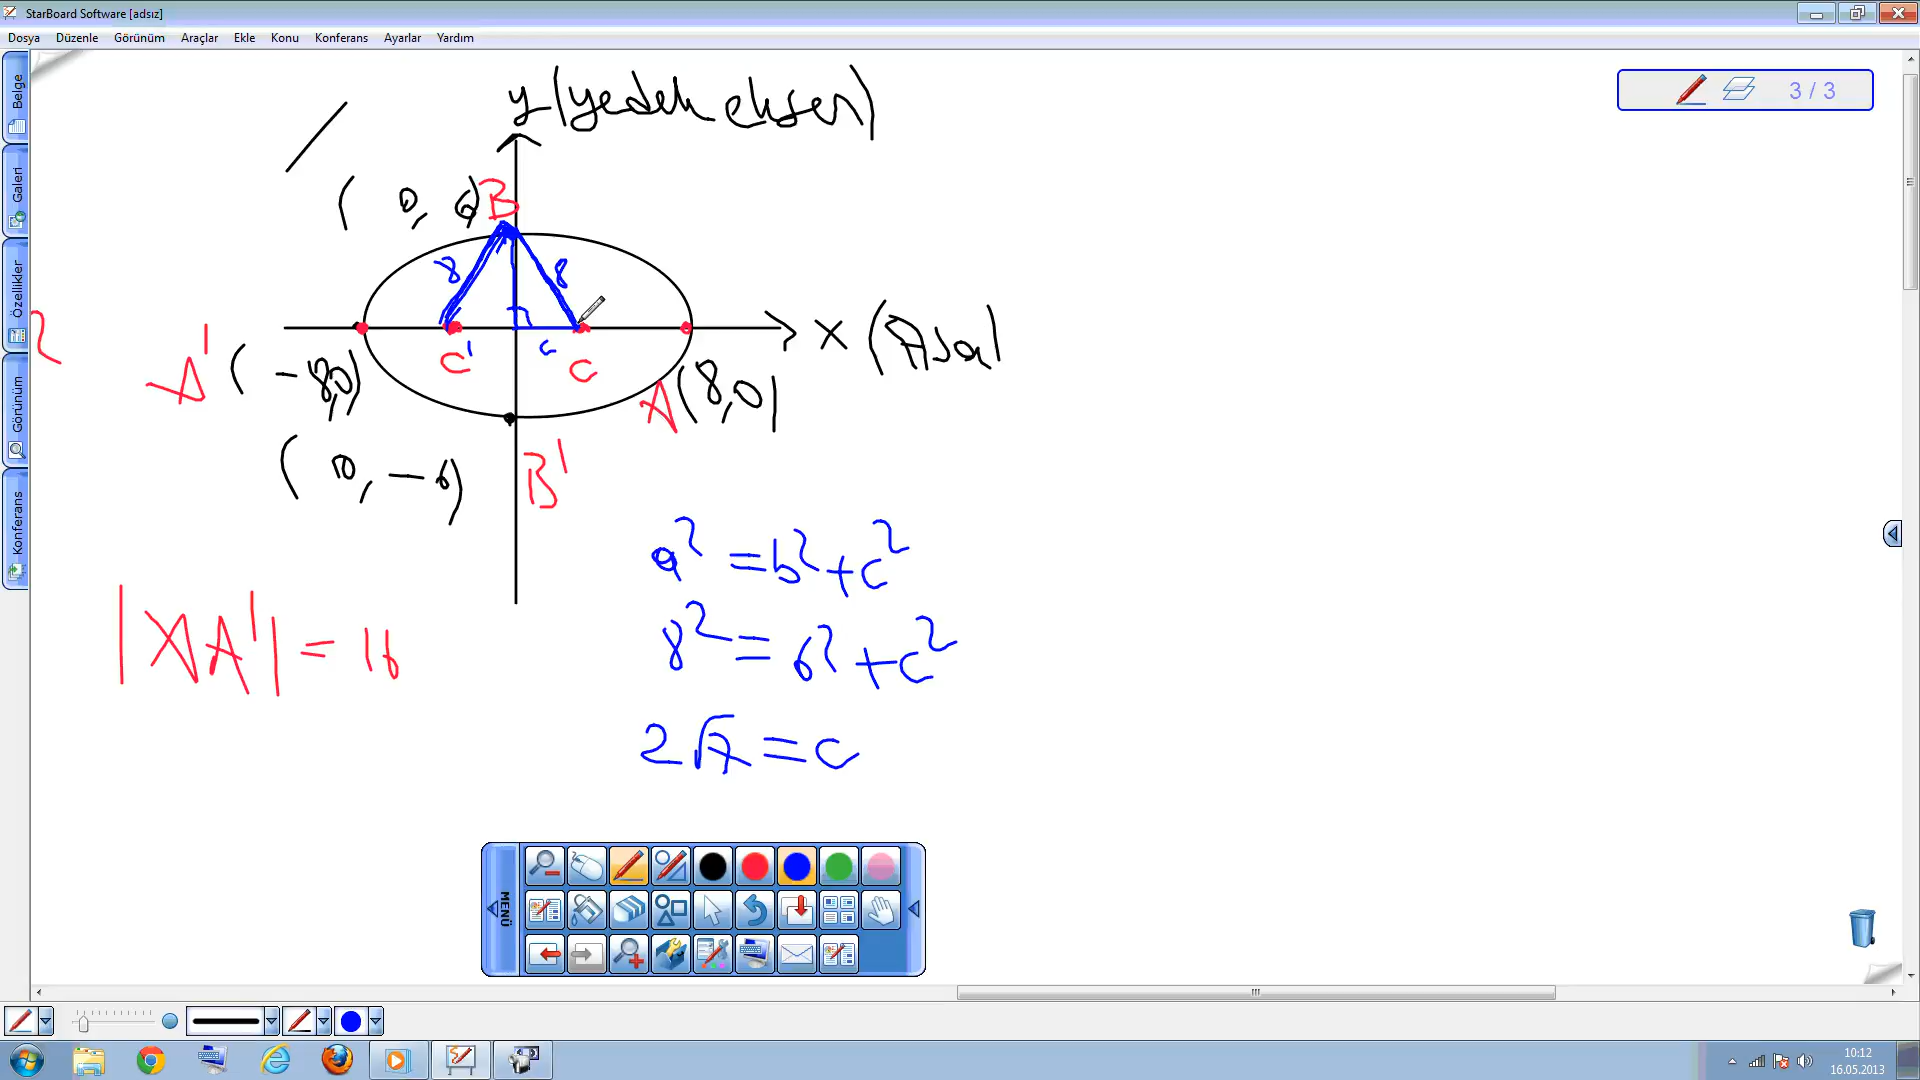 StarBoard Software [adsız]
Dosya Düzenle Görünüm Araçlar Ekle Konu Konferans Ayarlar Yardım
Belge
Galeri
Özellikler
Görünüm
Konferans
3 / 3
y (yedek eksen)
(0, 6) B
8 8
x (Asal
C' c C
2
A' (-8,0)
A (8,0)
(0, -6)
B'
a² = b² + c²
8² = 6² + c²
|AA'| = 16
2√7 = c
MENÜ
10:12
16.05.2013